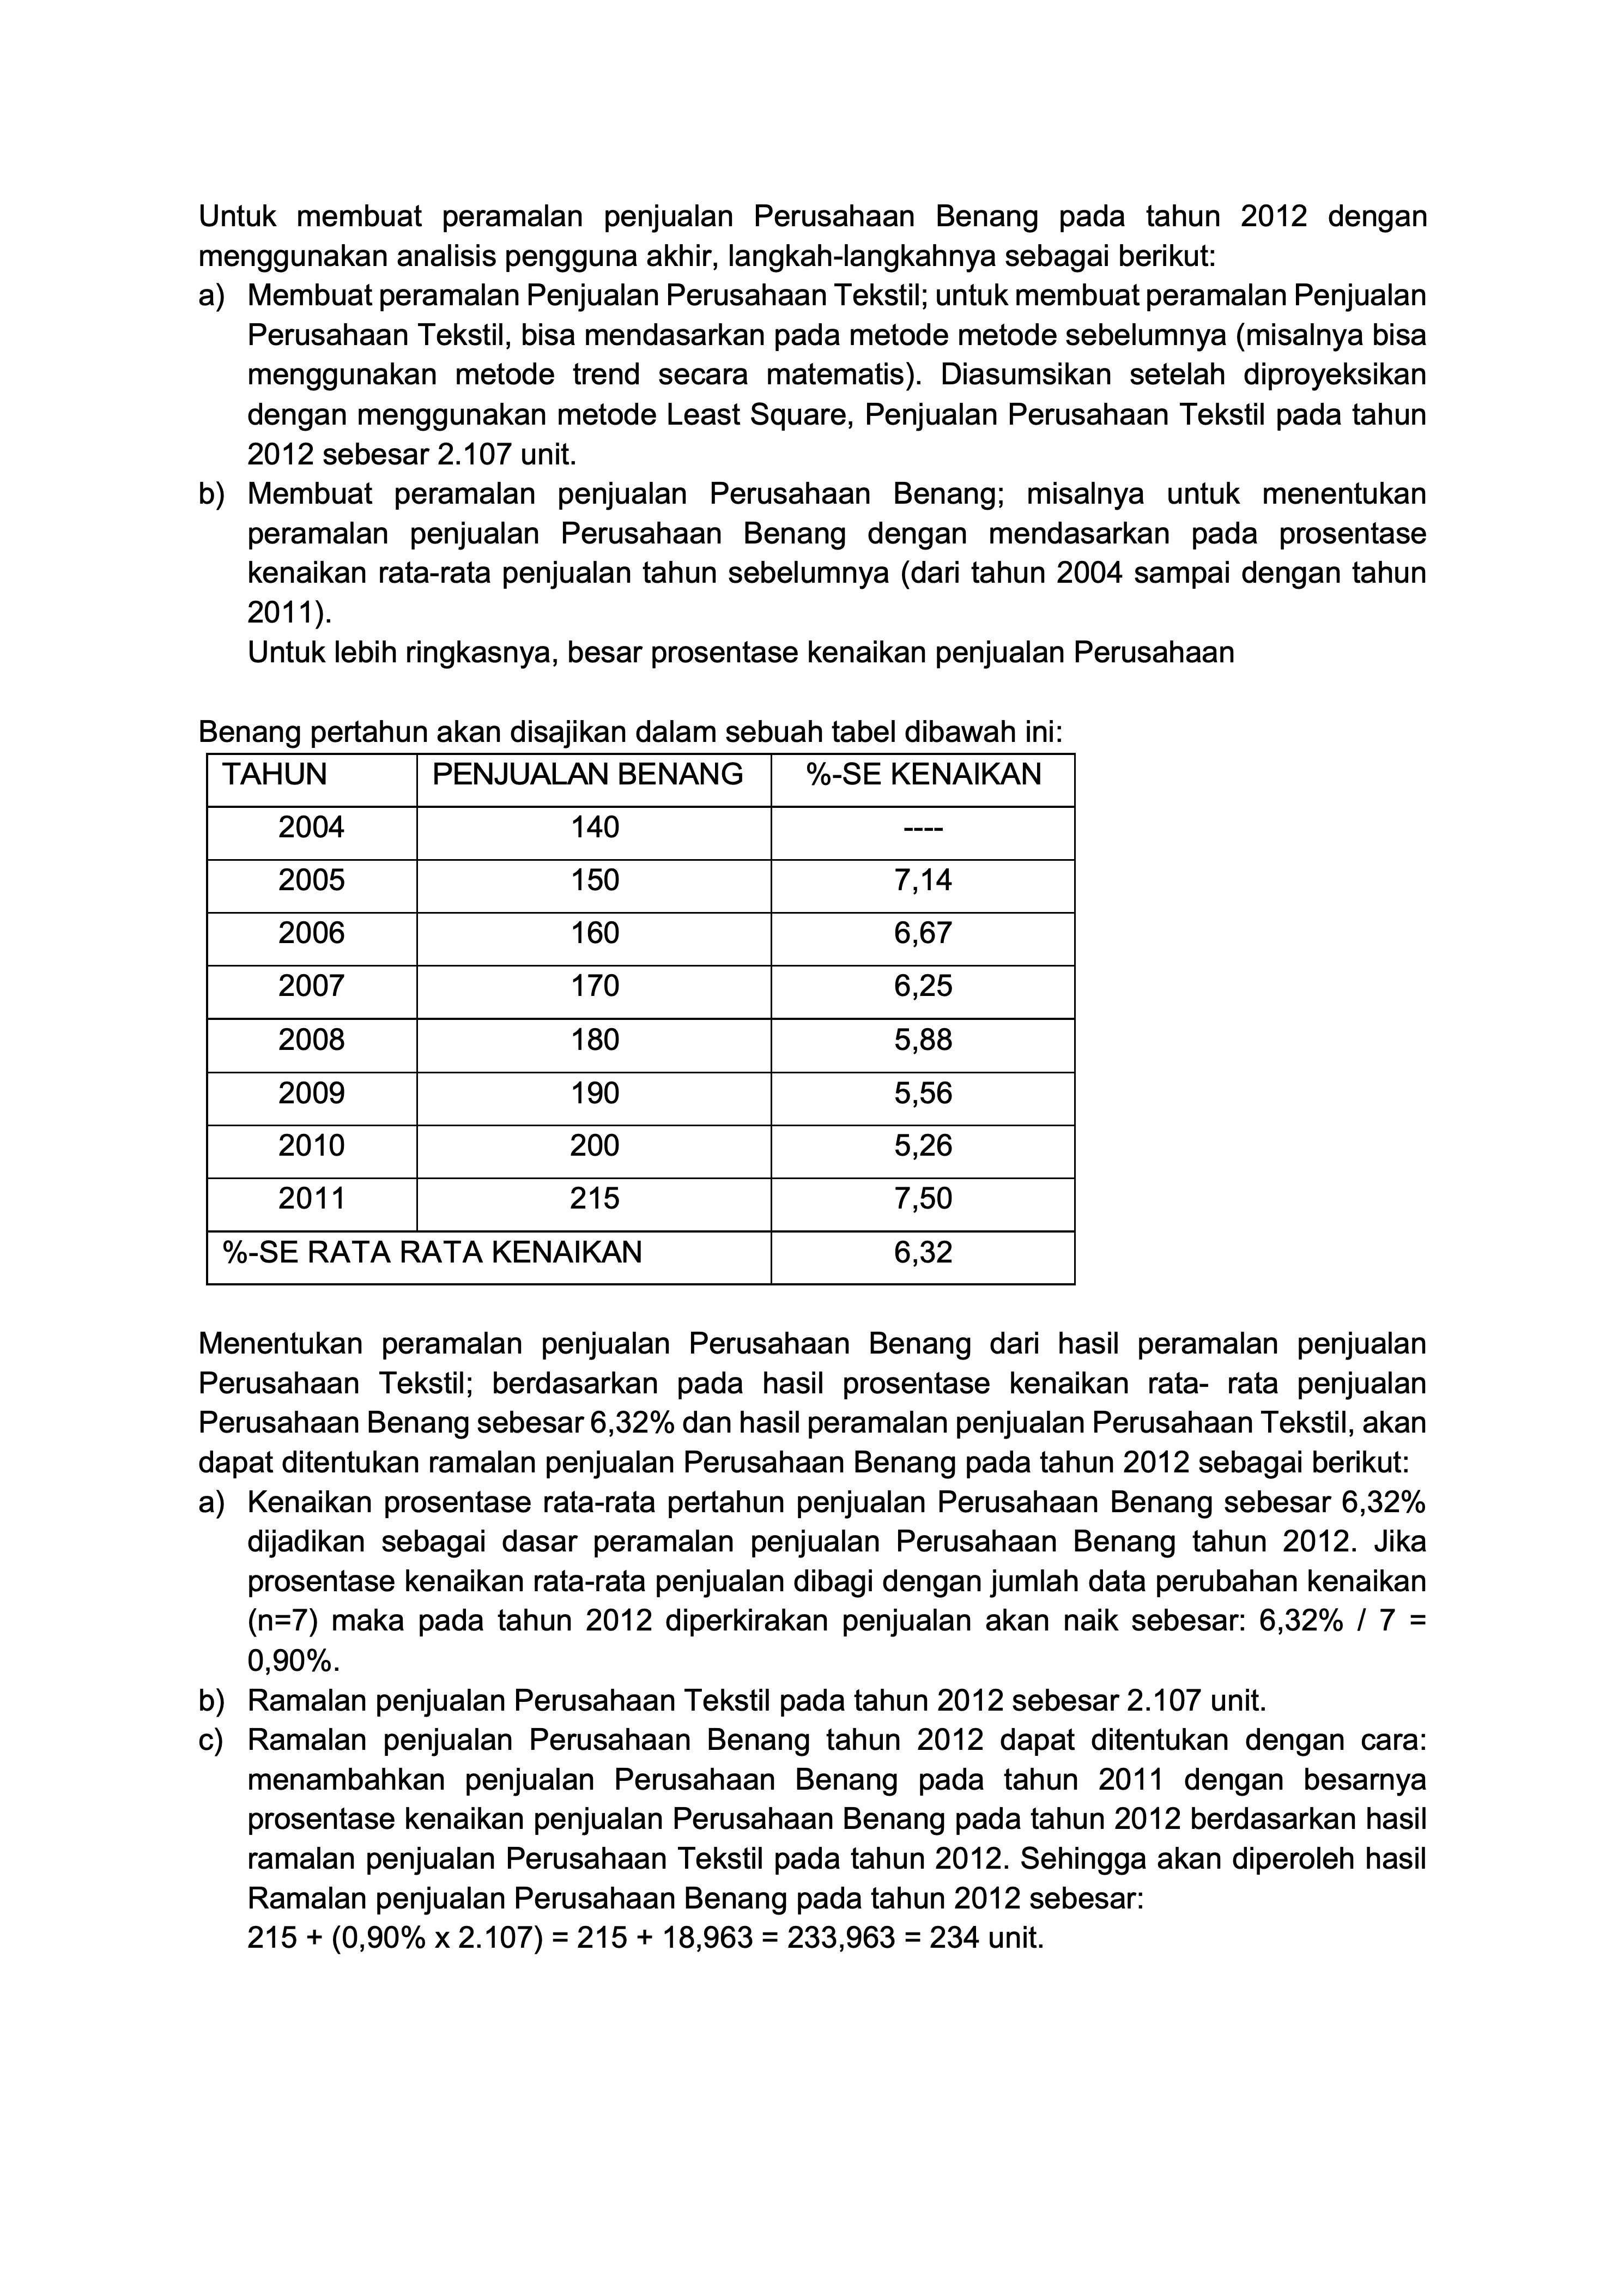 Untuk membuat peramalan penjualan Perusahaan Benang pada tahun 2012 dengan
menggunakan analisis pengguna akhir, langkah-langkahnya sebagai berikut:
a) Membuat peramalan Penjualan Perusahaan Tekstil; untuk membuat peramalan Penjualan
Perusahaan Tekstil, bisa mendasarkan pada metode metode sebelumnya (misalnya bisa
menggunakan metode trend secara matematis). Diasumsikan setelah diproyeksikan
dengan menggunakan metode Least Square, Penjualan Perusahaan Tekstil pada tahun
2012 sebesar 2.107 unit.
b) Membuat peramalan penjualan Perusahaan Benang; misalnya untuk menentukan
peramalan penjualan Perusahaan Benang dengan mendasarkan pada prosentase
kenaikan rata-rata penjualan tahun sebelumnya (dari tahun 2004 sampai dengan tahun
2011).
Untuk lebih ringkasnya, besar prosentase kenaikan penjualan Perusahaan
Benang pertahun akan disajikan dalam sebuah tabel dibawah ini:
TAHUN PENJUALAN BENANG %-SE KENAIKAN
2004 140 ----
2005 150 7,14
2006 160 6,67
2007 170 6,25
2008 180 5,88
2009 190 5,56
2010 200 5,26
2011 215 7,50
%-SE RATA RATA KENAIKAN 6,32
Menentukan peramalan penjualan Perusahaan Benang dari hasil peramalan penjualan
Perusahaan Tekstil; berdasarkan pada hasil prosentase kenaikan rata- rata penjualan
Perusahaan Benang sebesar 6,32% dan hasil peramalan penjualan Perusahaan Tekstil, akan
dapat ditentukan ramalan penjualan Perusahaan Benang pada tahun 2012 sebagai berikut:
a) Kenaikan prosentase rata-rata pertahun penjualan Perusahaan Benang sebesar 6,32%
dijadikan sebagai dasar peramalan penjualan Perusahaan Benang tahun 2012. Jika
prosentase kenaikan rata-rata penjualan dibagi dengan jumlah data perubahan kenaikan
(n=7) maka pada tahun 2012 diperkirakan penjualan akan naik sebesar: 6,32% / 7 =
0,90%.
b) Ramalan penjualan Perusahaan Tekstil pada tahun 2012 sebesar 2.107 unit.
c) Ramalan penjualan Perusahaan Benang tahun 2012 dapat ditentukan dengan cara:
menambahkan penjualan Perusahaan Benang pada tahun 2011 dengan besarnya
prosentase kenaikan penjualan Perusahaan Benang pada tahun 2012 berdasarkan hasil
ramalan penjualan Perusahaan Tekstil pada tahun 2012. Sehingga akan diperoleh hasil
Ramalan penjualan Perusahaan Benang pada tahun 2012 sebesar:
215 + (0,90% x 2.107) = 215 + 18,963 = 233,963 = 234 unit.